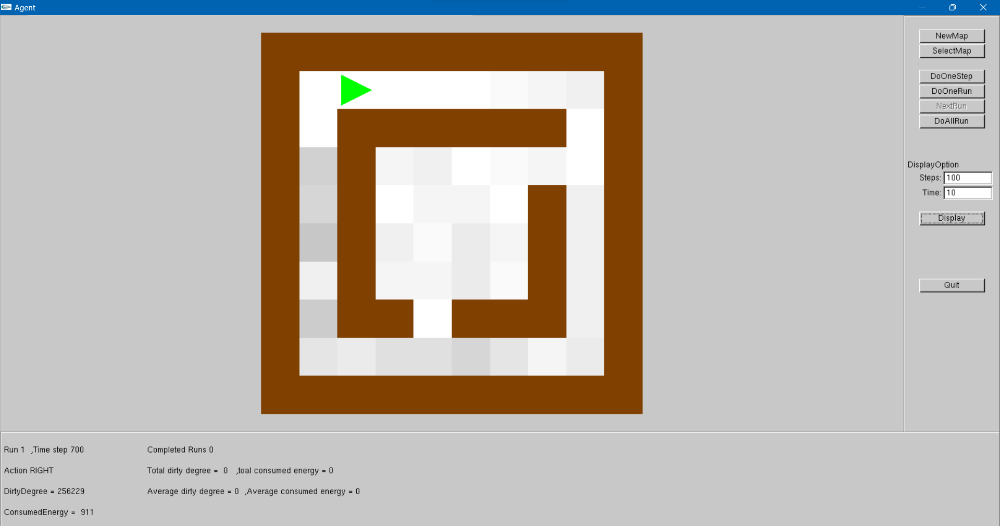 Agent
NewMap
SelectMap
DoOneStep
DoOneRun
NextRun
DoAllRun
DisplayOption
Steps: 100
Time: 10
Display
Quit
Run 1 ,Time step 700
Completed Runs 0
Action RIGHT
Total dirty degree = 0 ,toal consumed energy = 0
DirtyDegree = 256229
Average dirty degree = 0 ,Average consumed energy = 0
ConsumedEnergy = 911